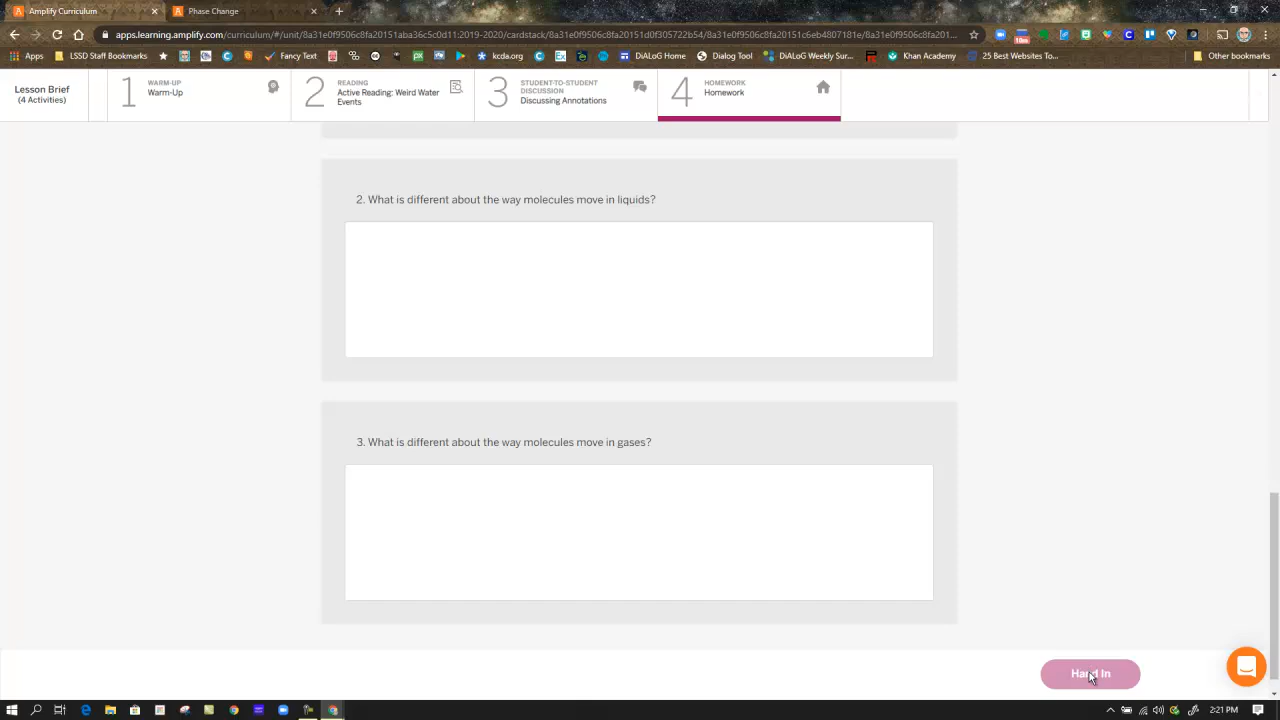 Amplify Curriculum
Phase Change
apps.learning.amplify.com/curriculum/#/unit/8a31e0f9506c8fa20151aba36c5c0d11:2019-2020/cardstack/8a31e0f9506c8fa20151d0f305722b54/8a31e0f9506c8fa20151c6eb4807181e/8a31e0f9506c8fa201...
Apps
LSSD Staff Bookmarks
Fancy Text
kcda.org
DiALoG Home
Dialog Tool
DiALoG Weekly Sur...
Khan Academy
25 Best Websites To...
Other bookmarks
Lesson Brief
(4 Activities)
1
WARM-UP
Warm-Up
2
READING
Active Reading: Weird Water
Events
3
STUDENT-TO-STUDENT
DISCUSSION
Discussing Annotations
4
HOMEWORK
Homework
2. What is different about the way molecules move in liquids?
3. What is different about the way molecules move in gases?
Hand In
2:21 PM